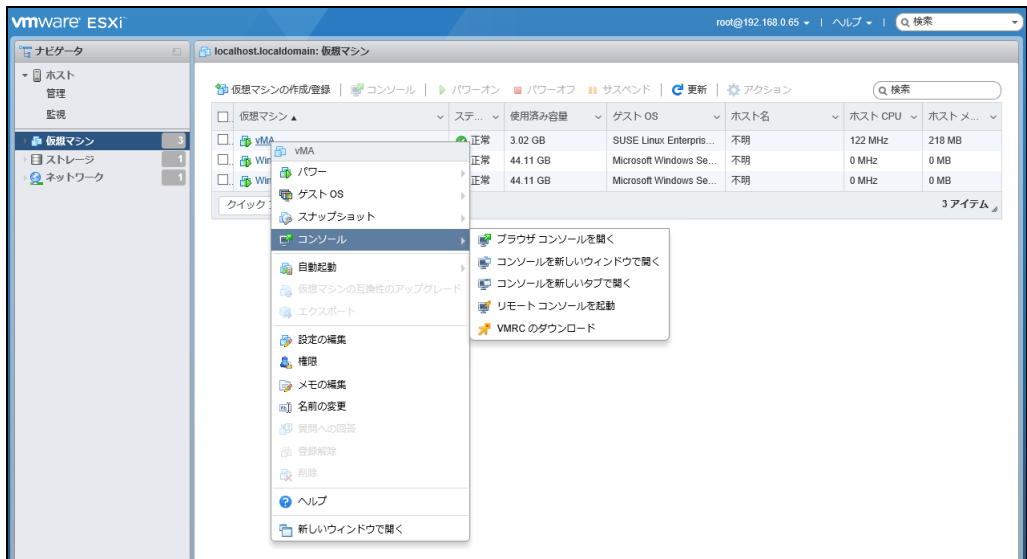 vmware ESXi
root@192.168.0.65 | ヘルプ | 検索
ナビゲータ
ホスト
管理
監視
仮想マシン 3
ストレージ 1
ネットワーク 1
localhost.localdomain: 仮想マシン
仮想マシンの作成/登録 | コンソール | パワーオン パワーオフ サスペンド | 更新 | アクション 検索
仮想マシン ステ... 使用済み容量 ゲスト OS ホスト名 ホスト CPU ホスト メ...
vMA 正常 3.02 GB SUSE Linux Enterpris... 不明 122 MHz 218 MB
Win 正常 44.11 GB Microsoft Windows Se... 不明 0 MHz 0 MB
Win 正常 44.11 GB Microsoft Windows Se... 不明 0 MHz 0 MB
クイック 3 アイテム
vMA
パワー
ゲスト OS
スナップショット
コンソール
自動起動
仮想マシンの互換性のアップグレード
エクスポート
設定の編集
権限
メモの編集
名前の変更
質問への回答
登録解除
削除
ヘルプ
新しいウィンドウで開く
ブラウザ コンソールを開く
コンソールを新しいウィンドウで開く
コンソールを新しいタブで開く
リモート コンソールを起動
VMRC のダウンロード